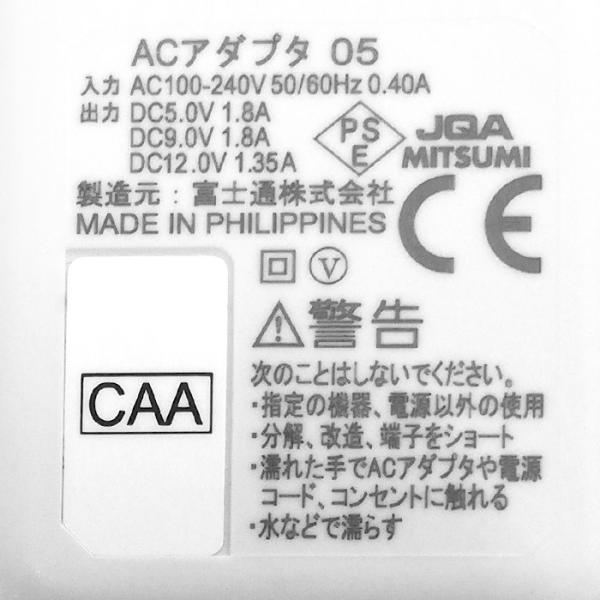 ACアダプタ 05
入力 AC100-240V 50/60Hz 0.40A
出力 DC5.0V 1.8A
DC9.0V 1.8A
DC12.0V 1.35A
PS
E
JQA
MITSUMI
製造元：富士通株式会社
MADE IN PHILIPPINES
CE
V
警告
CAA
次のことはしないでください。
・指定の機器、電源以外の使用
・分解、改造、端子をショート
・濡れた手でACアダプタや電源
コード、コンセントに触れる
・水などで濡らす